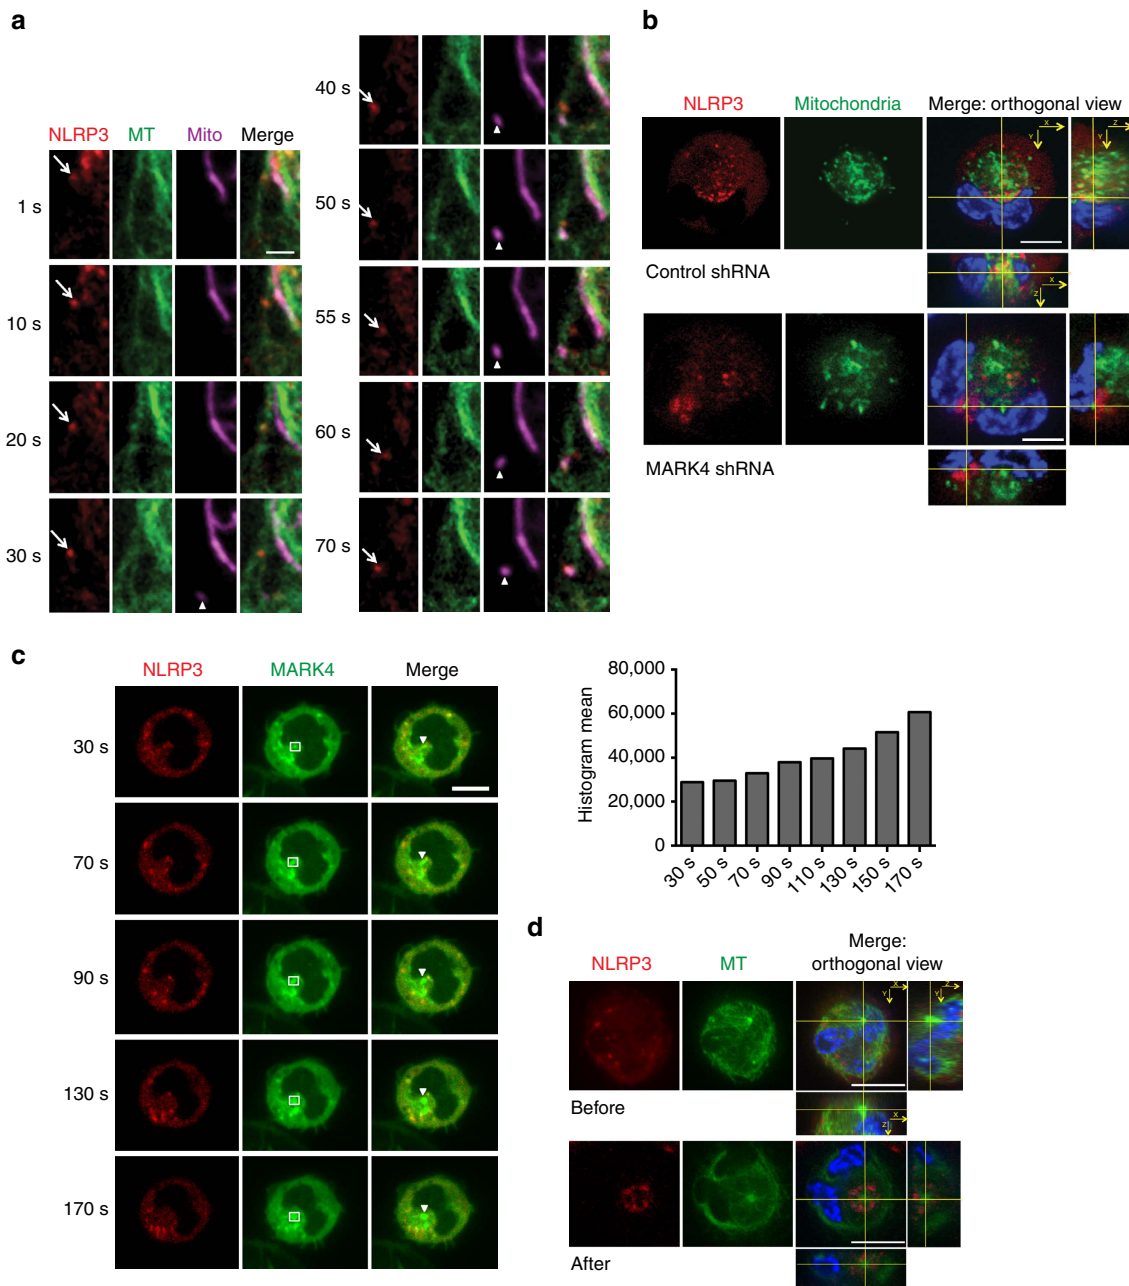 a
NLRP3 MT Mito Merge
1 s
10 s
20 s
30 s
40 s
50 s
55 s
60 s
70 s
b
NLRP3 Mitochondria Merge: orthogonal view
X
Y
Z
Y
Control shRNA
X
Z
MARK4 shRNA
c
NLRP3 MARK4 Merge
30 s
70 s
90 s
130 s
170 s
Histogram mean
80,000
60,000
40,000
20,000
0
30 s 50 s 70 s 90 s 110 s 130 s 150 s 170 s
d
NLRP3 MT Merge:
orthogonal view
X
Y
Z
Y
Before
X
Z
After